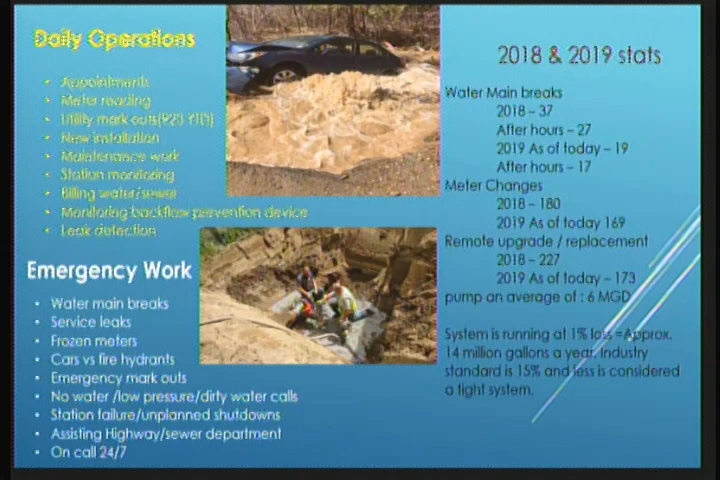 Daily Operations
• Appointments
• Meter reading
• Utility mark outs(923 YTD)
• New installation
• Maintenance work
• Station monitoring
• Billing water/sewer
• Monitoring backflow prevention device
• Leak detection
Emergency Work
• Water main breaks
• Service leaks
• Frozen meters
• Cars vs fire hydrants
• Emergency mark outs
• No water /low pressure/dirty water calls
• Station failure/unplanned shutdowns
• Assisting Highway/sewer department
• On call 24/7
2018 & 2019 stats
Water Main breaks
2018 – 37
After hours – 27
2019 As of today – 19
After hours – 17
Meter Changes
2018 – 180
2019 As of today 169
Remote upgrade / replacement
2018 – 227
2019 As of today – 173
pump an average of : 6 MGD
System is running at 1% loss =Approx.
14 million gallons a year. Industry
standard is 15% and less is considered
a tight system.